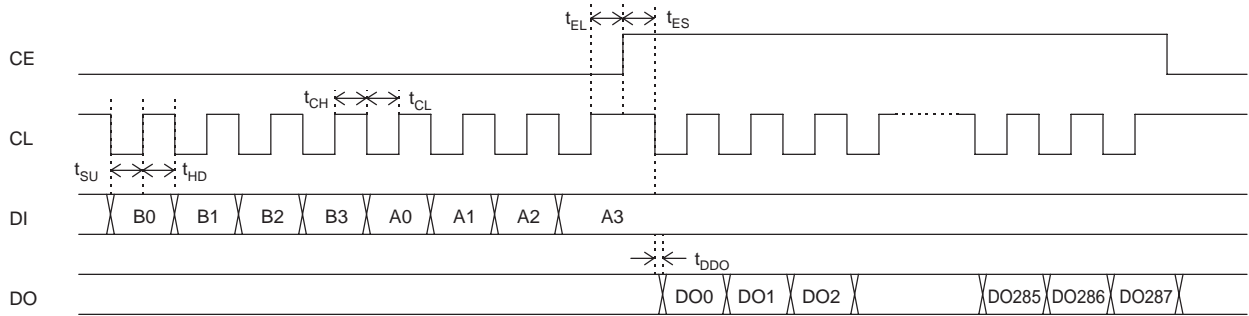 tEL tES
CE
tCH tCL
CL
tSU tHD
DI B0 B1 B2 B3 A0 A1 A2 A3
tDDO
DO DO0 DO1 DO2 DO285 DO286 DO287